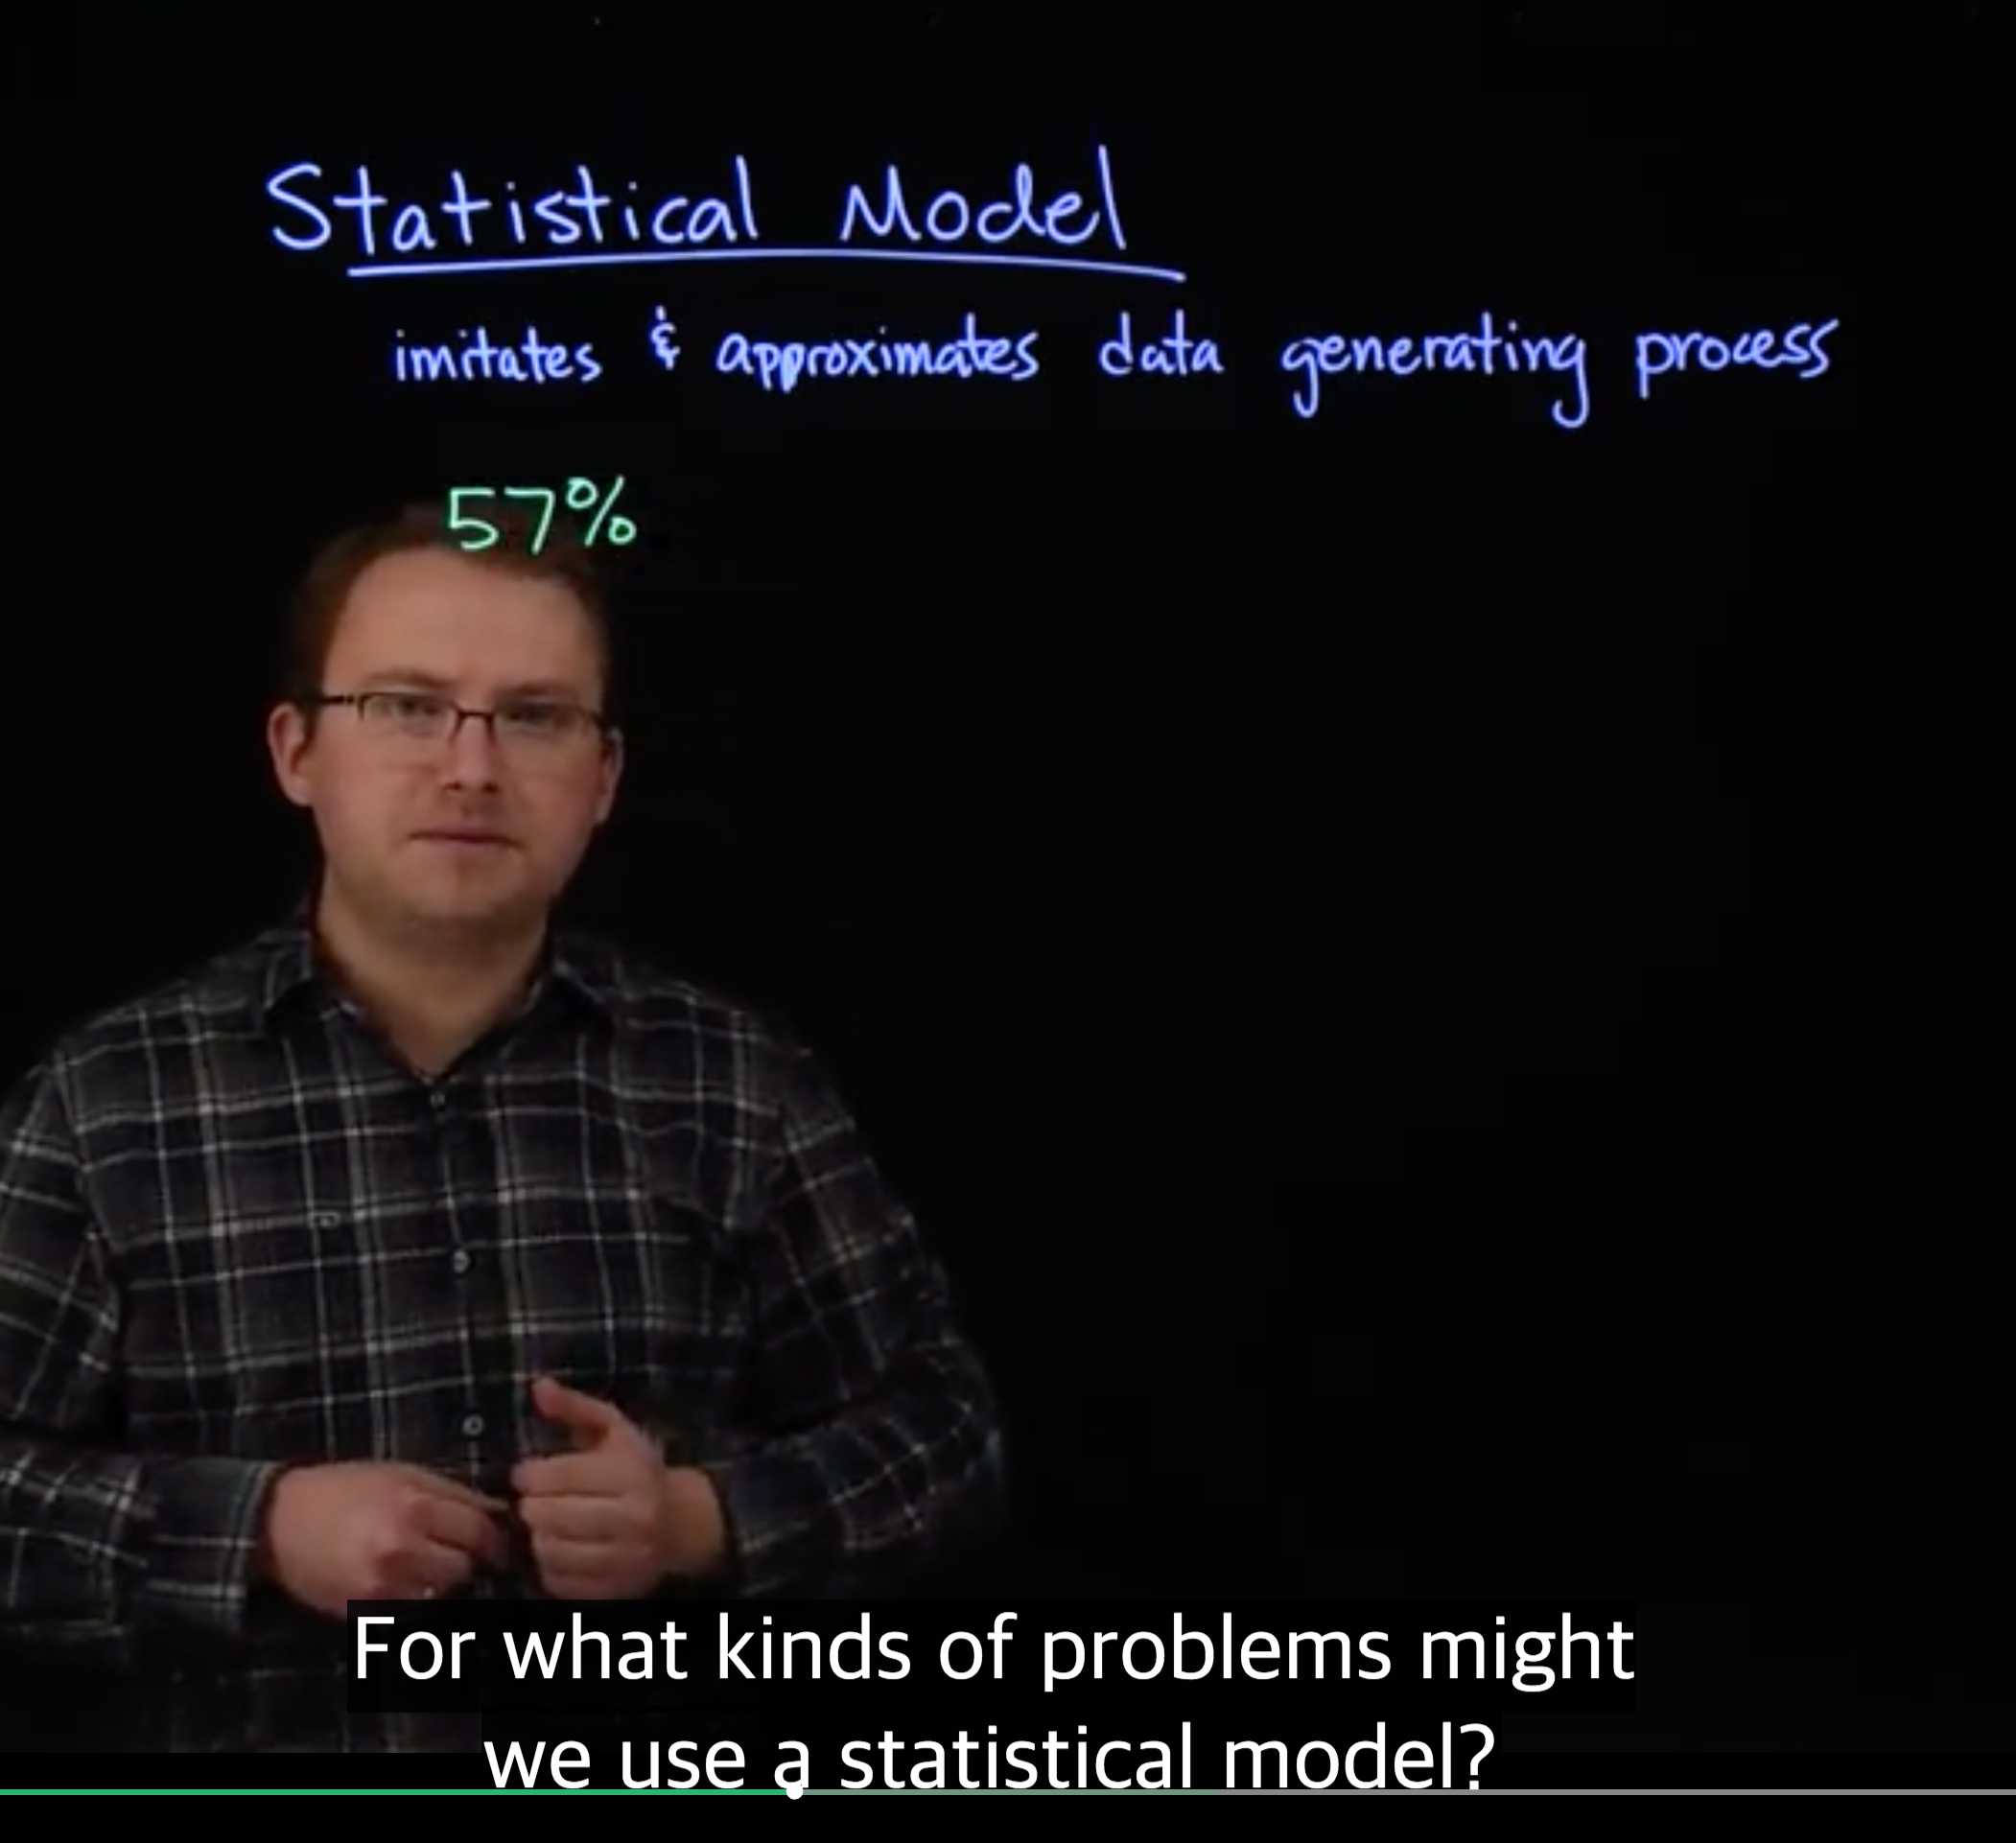 Statistical Model
imitates & approximates data generating process
57%
For what kinds of problems might
we use a statistical model?